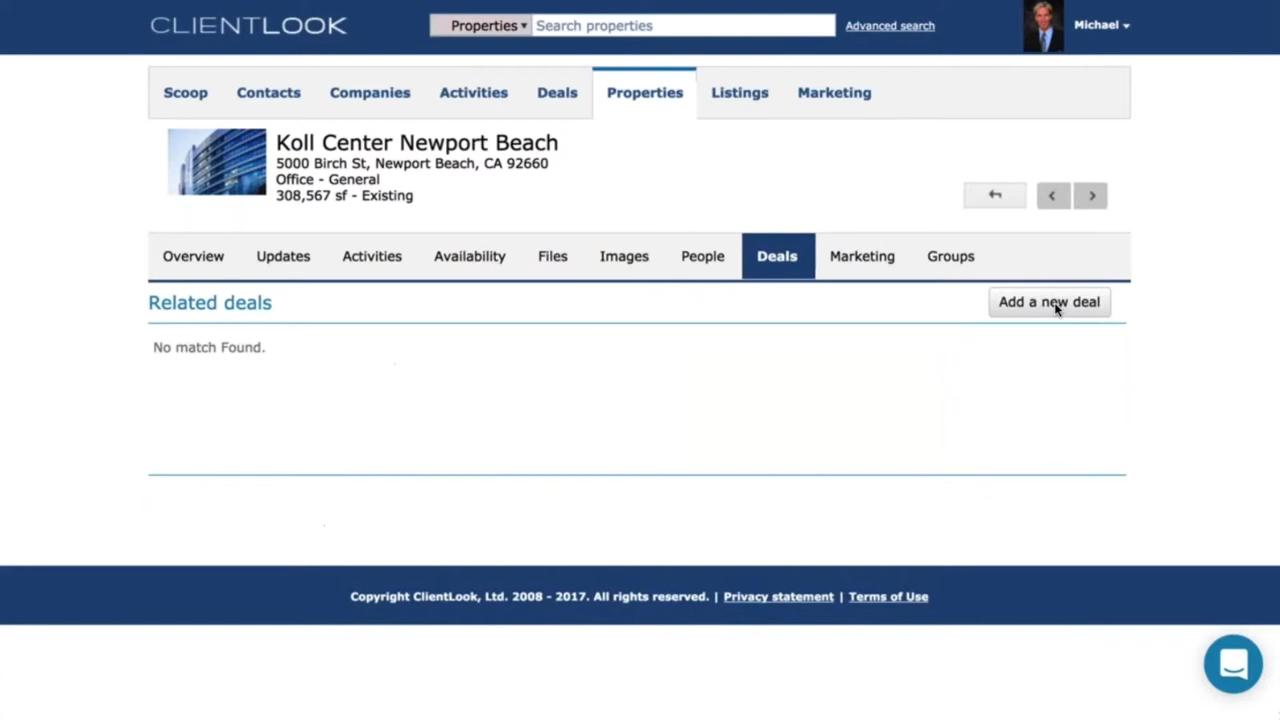 CLIENTLOOK
Properties Search properties Advanced search Michael
Scoop Contacts Companies Activities Deals Properties Listings Marketing
Koll Center Newport Beach
5000 Birch St, Newport Beach, CA 92660
Office - General
308,567 sf - Existing
Overview Updates Activities Availability Files Images People Deals Marketing Groups
Related deals Add a new deal
No match Found.
Copyright ClientLook, Ltd. 2008 - 2017. All rights reserved. | Privacy statement | Terms of Use